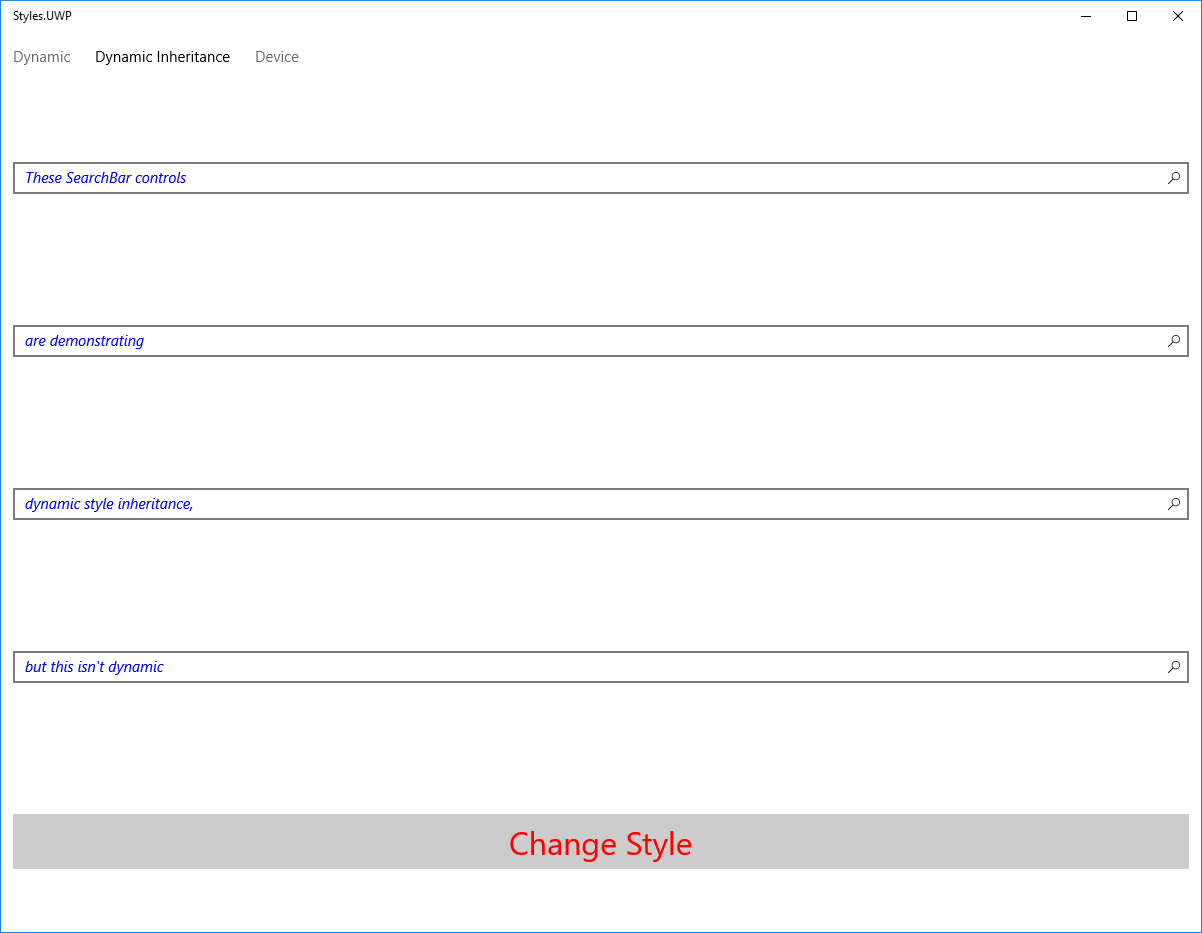 Styles.UWP
Dynamic Dynamic Inheritance Device
These SearchBar controls
are demonstrating
dynamic style inheritance,
but this isn't dynamic
Change Style